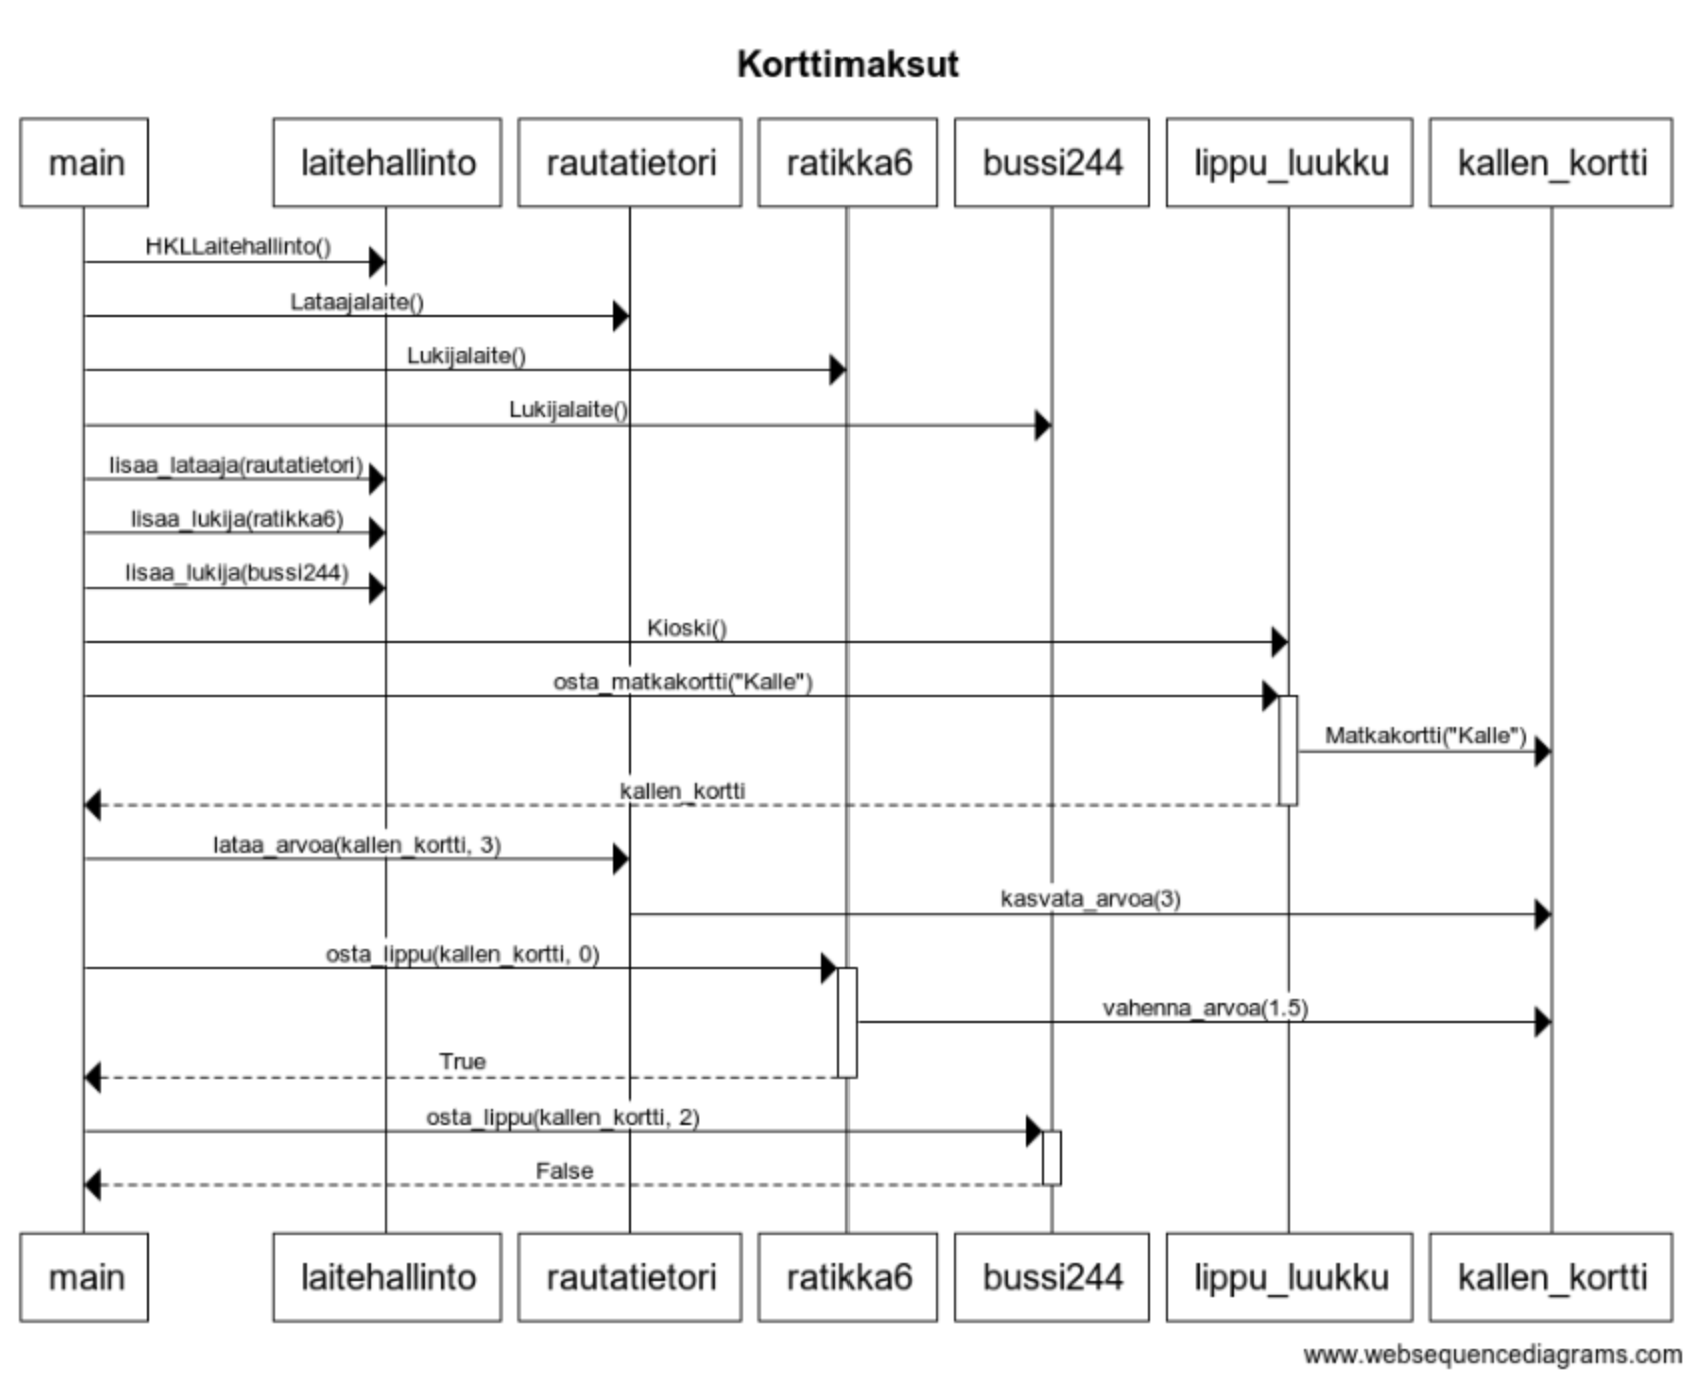 Korttimaksut
main
laitehallinto
rautatietori
ratikka6
bussi244
lippu_luukku
kallen_kortti
HKLLaitehallinto()
Lataajalaite()
Lukijalaite()
Lukijalaite()
lisaa_lataaja(rautatietori)
lisaa_lukija(ratikka6)
lisaa_lukija(bussi244)
Kioski()
osta_matkakortti("Kalle")
Matkakortti("Kalle")
kallen_kortti
lataa_arvoa(kallen_kortti, 3)
kasvata_arvoa(3)
osta_lippu(kallen_kortti, 0)
vahenna_arvoa(1.5)
True
osta_lippu(kallen_kortti, 2)
False
main
laitehallinto
rautatietori
ratikka6
bussi244
lippu_luukku
kallen_kortti
www.websequencediagrams.com